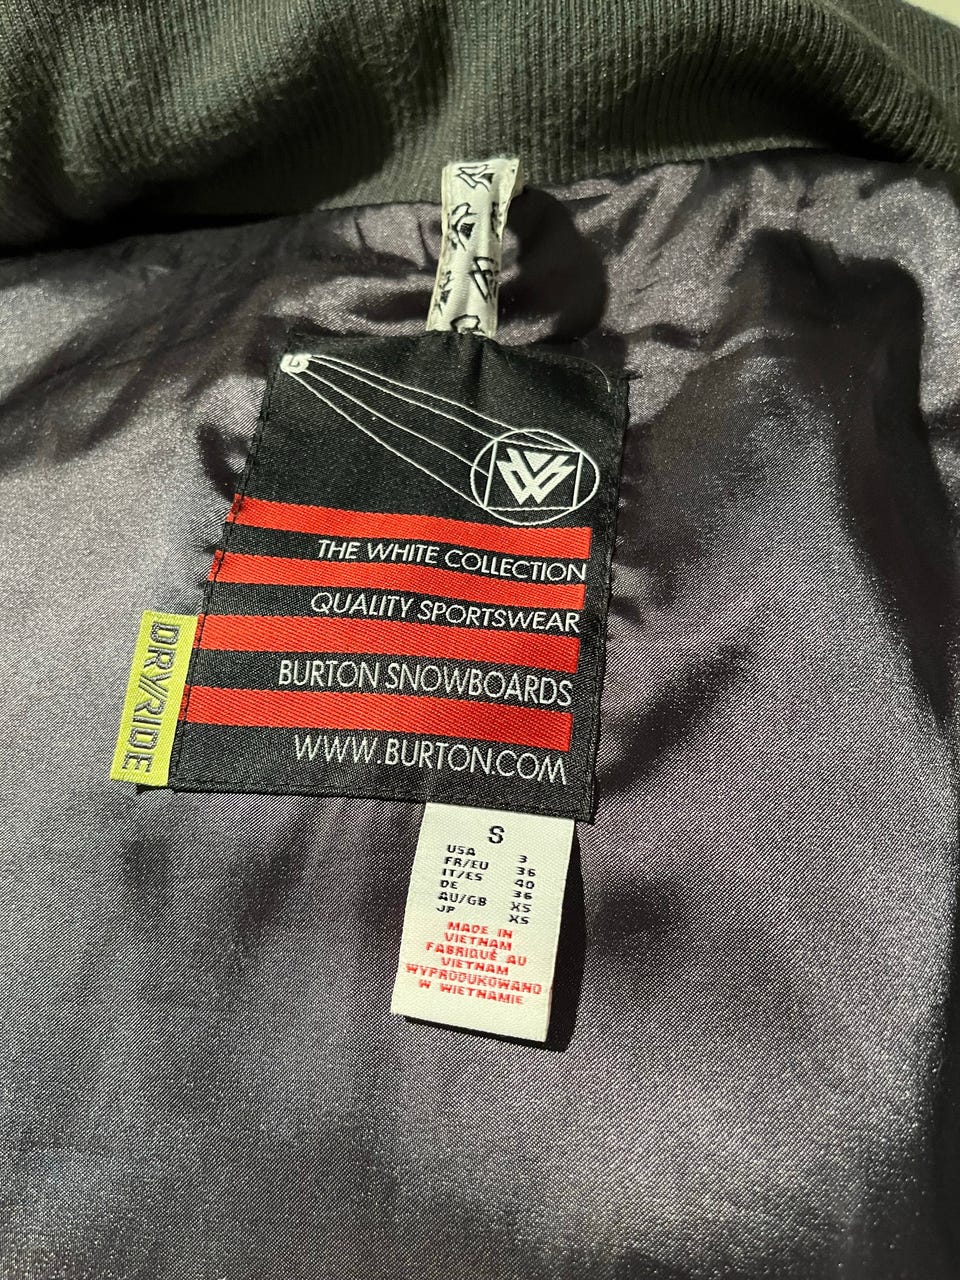 THE WHITE COLLECTION
QUALITY SPORTSWEAR
BURTON SNOWBOARDS
WWW.BURTON.COM
DRYRIDE
S
USA 3
FR/EU 36
IT/ES 40
DE 36
AU/GB XS
JP XS
MADE IN
VIETNAM
FABRIQUÉ AU
VIETNAM
WYPRODUKOWANO
W WIETNAMIE